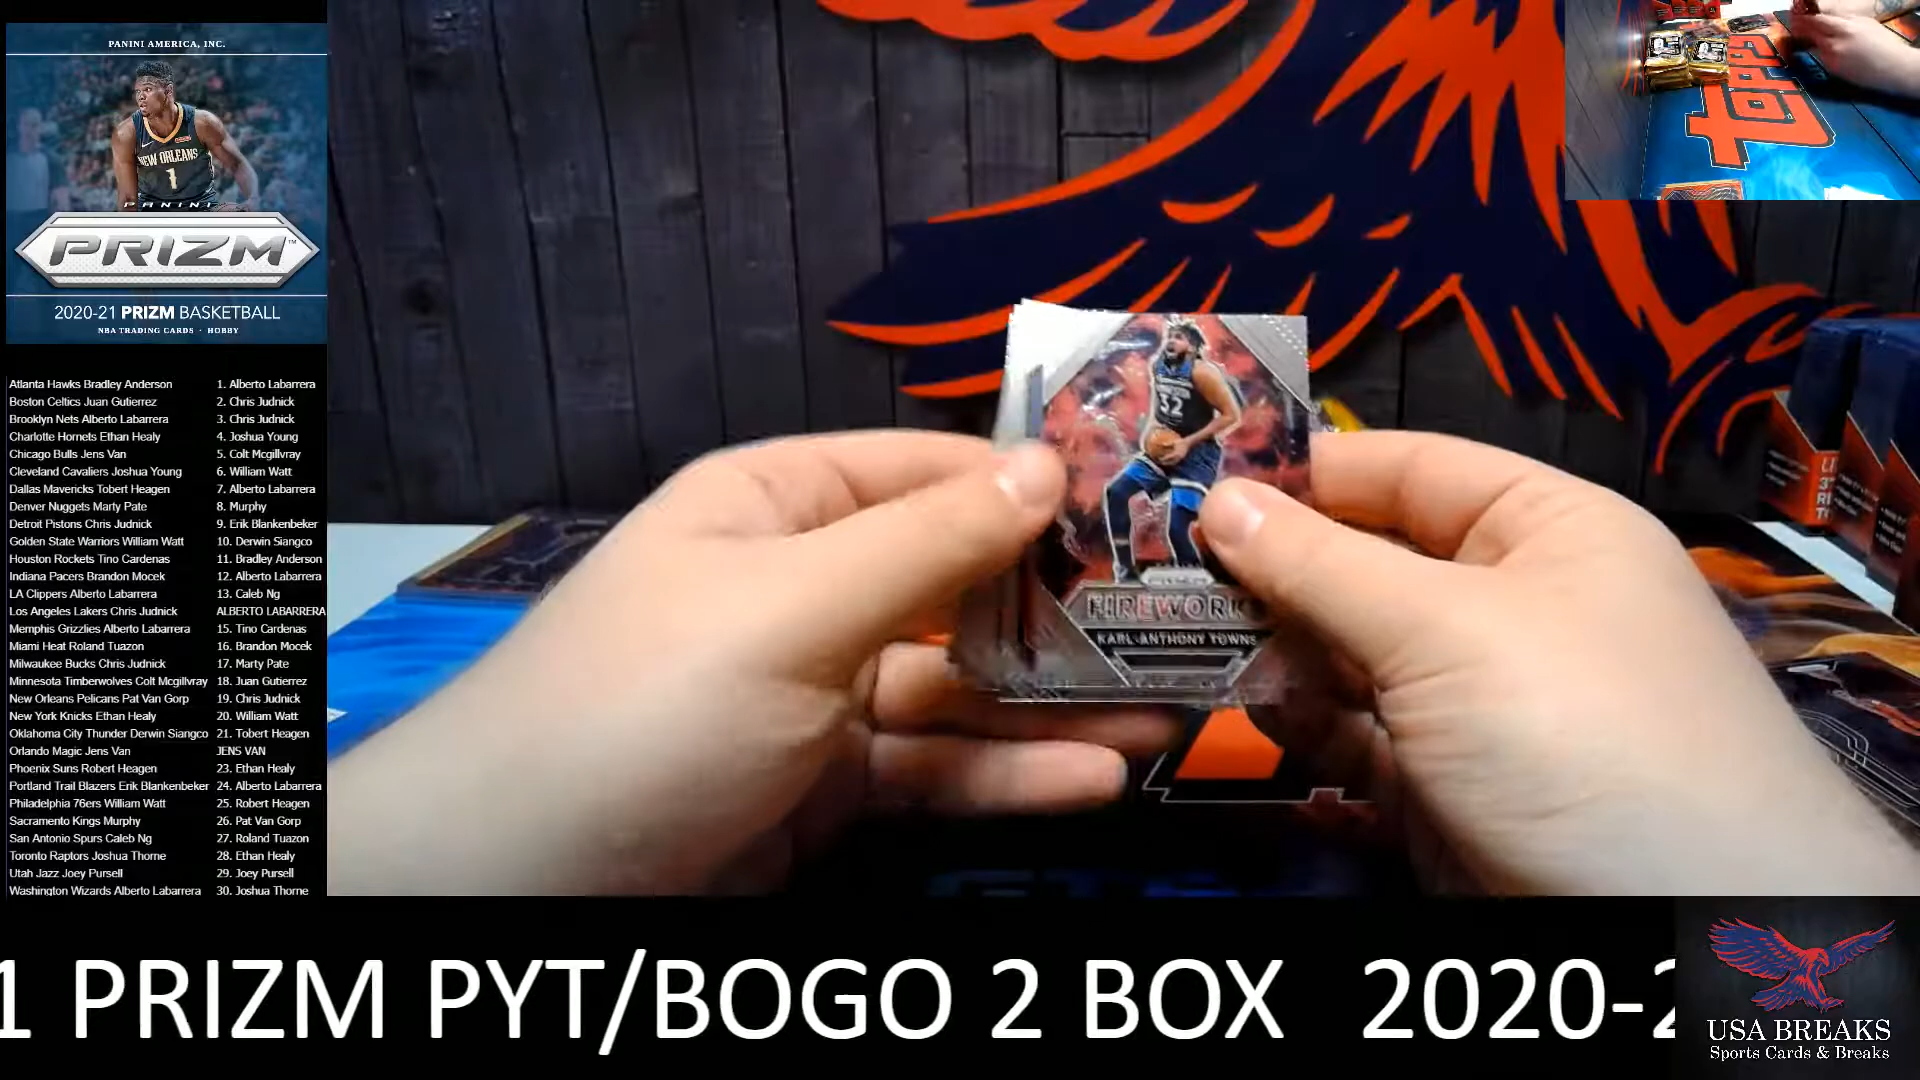 PANINI AMERICA, INC.
NEW ORLEANS
1
PANINI
PRIZM™
2020-21 PRIZM BASKETBALL
NBA TRADING CARDS · HOBBY
Atlanta Hawks Bradley Anderson 1. Alberto Labarrera
Boston Celtics Juan Gutierrez 2. Chris Judnick
Brooklyn Nets Alberto Labarrera 3. Chris Judnick
Charlotte Hornets Ethan Healy 4. Joshua Young
Chicago Bulls Jens Van 5. Colt Mcgillvray
Cleveland Cavaliers Joshua Young 6. William Watt
Dallas Mavericks Tobert Heagen 7. Alberto Labarrera
Denver Nuggets Marty Pate 8. Murphy
Detroit Pistons Chris Judnick 9. Erik Blankenbeker
Golden State Warriors William Watt 10. Derwin Siangco
Houston Rockets Tino Cardenas 11. Bradley Anderson
Indiana Pacers Brandon Mocek 12. Alberto Labarrera
LA Clippers Alberto Labarrera 13. Caleb Ng
Los Angeles Lakers Chris Judnick ALBERTO LABARRERA
Memphis Grizzlies Alberto Labarrera 15. Tino Cardenas
Miami Heat Roland Tuazon 16. Brandon Mocek
Milwaukee Bucks Chris Judnick 17. Marty Pate
Minnesota Timberwolves Colt Mcgillvray 18. Juan Gutierrez
New Orleans Pelicans Pat Van Gorp 19. Chris Judnick
New York Knicks Ethan Healy 20. William Watt
Oklahoma City Thunder Derwin Siangco 21. Tobert Heagen
Orlando Magic Jens Van JENS VAN
Phoenix Suns Robert Heagen 23. Ethan Healy
Portland Trail Blazers Erik Blankenbeker 24. Alberto Labarrera
Philadelphia 76ers William Watt 25. Robert Heagen
Sacramento Kings Murphy 26. Pat Van Gorp
San Antonio Spurs Caleb Ng 27. Roland Tuazon
Toronto Raptors Joshua Thorne 28. Ethan Healy
Utah Jazz Joey Pursell 29. Joey Pursell
Washington Wizards Alberto Labarrera 30. Joshua Thorne
32
FIREWORK
KARL-ANTHONY TOWNS
1 PRIZM PYT/BOGO 2 BOX 2020-2
USA BREAKS
Sports Cards & Breaks